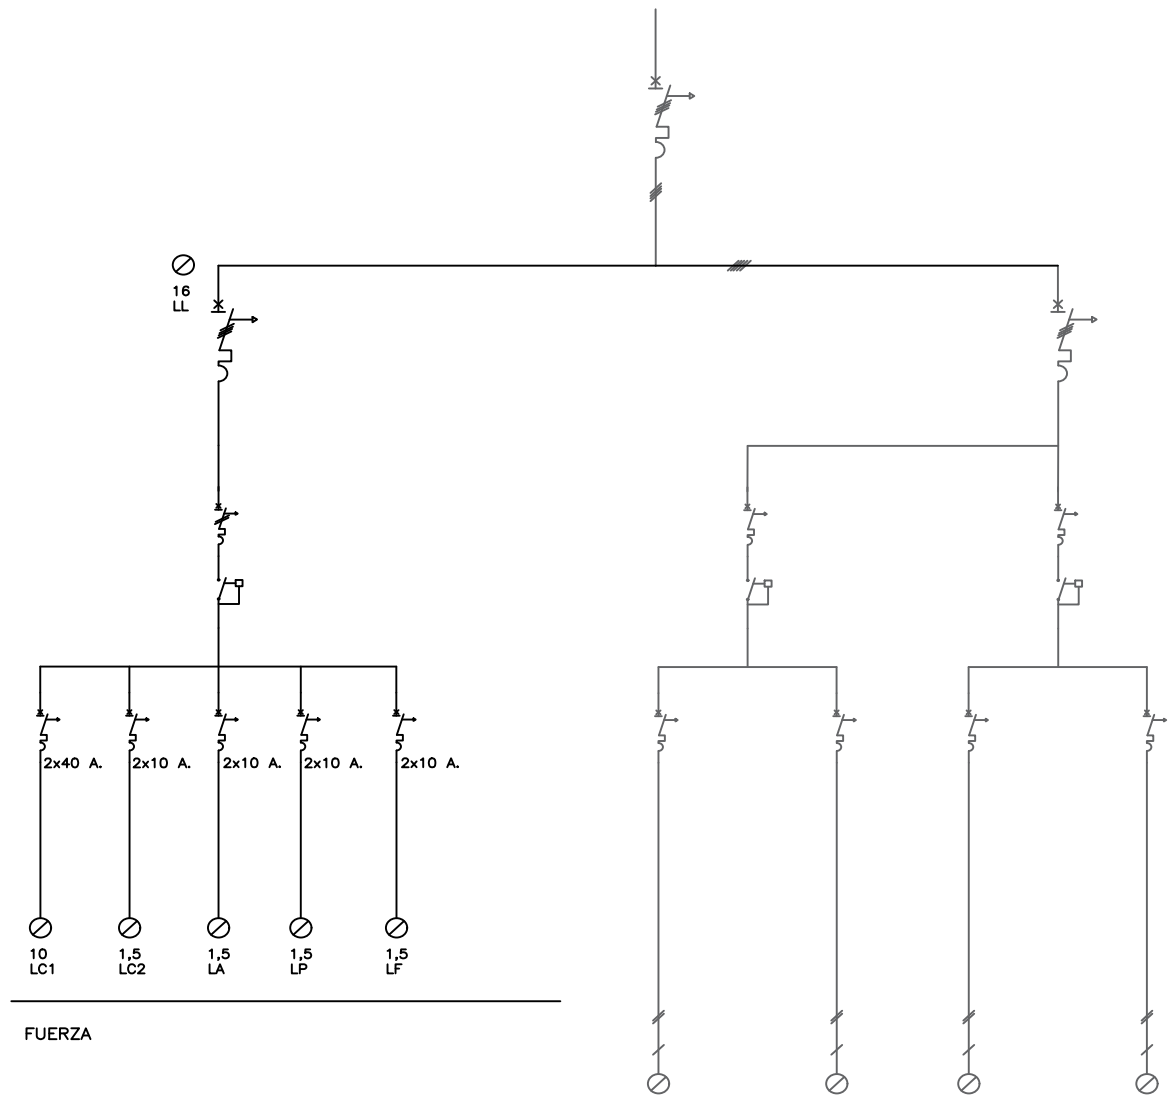 16
LL
2x40 A.
2x10 A.
2x10 A.
2x10 A.
2x10 A.
10
LC1
1,5
LC2
1,5
LA
1,5
LP
1,5
LF
FUERZA